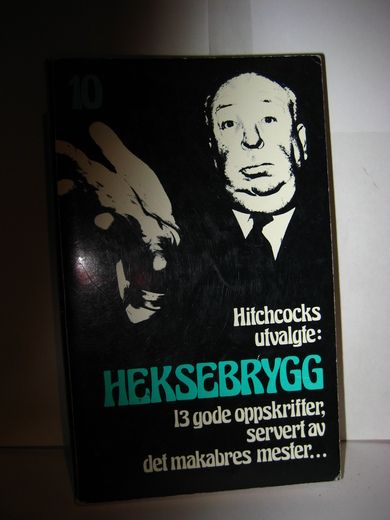 10
Hitchcocks
utvalgte:
HEKSEBRYGG
13 gode oppskrifter,
servert av
det makabres mester...